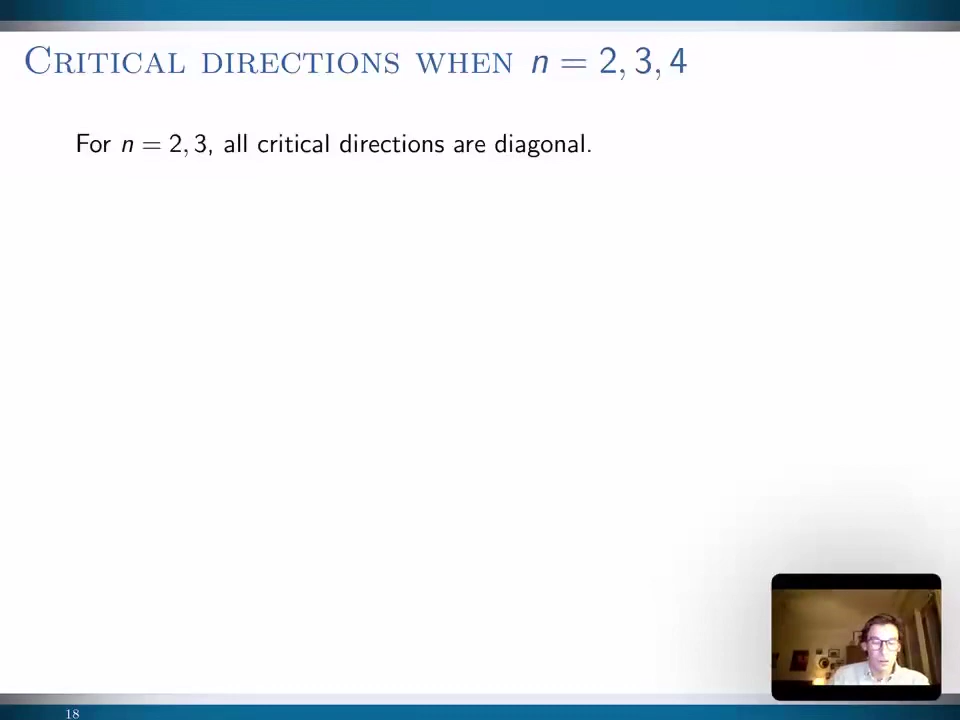 Critical directions when n = 2, 3, 4
For n = 2, 3, all critical directions are diagonal.
18